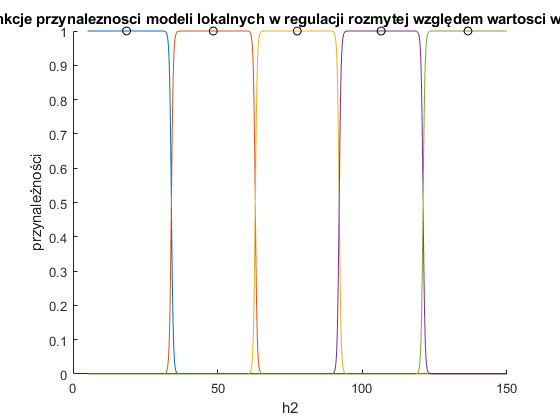 nkcje przynaleznosci modeli lokalnych w regulacji rozmytej względem wartosci w
1
0.9
0.8
0.7
0.6
0.5
0.4
0.3
0.2
0.1
0
przynależności
0 50 100 150
h2